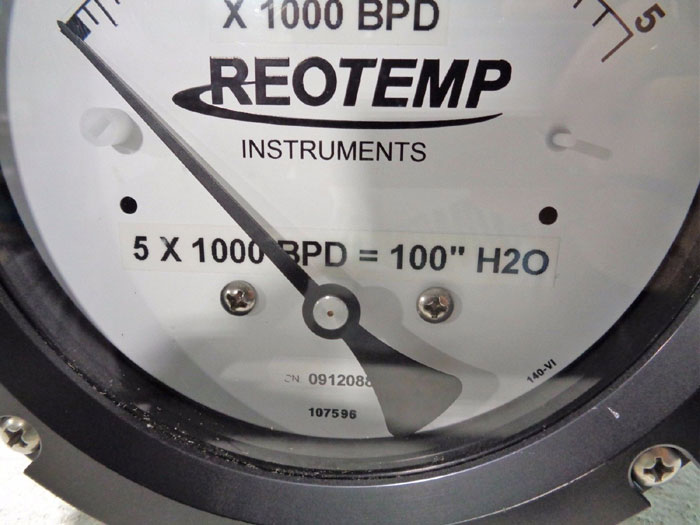 5
X 1000 BPD
REOTEMP
INSTRUMENTS
5 X 1000 BPD = 100" H2O
140-VI
107596